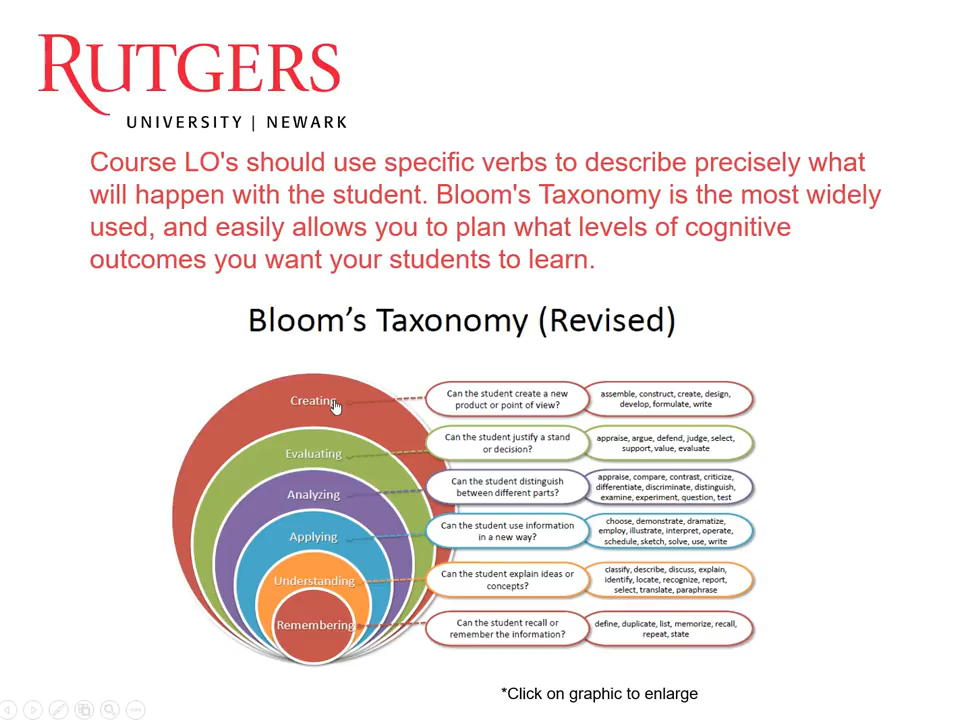 RUTGERS
UNIVERSITY | NEWARK
Course LO's should use specific verbs to describe precisely what
will happen with the student. Bloom's Taxonomy is the most widely
used, and easily allows you to plan what levels of cognitive
outcomes you want your students to learn.
Bloom's Taxonomy (Revised)
Creating
Can the student create a new
product or point of view?
assemble, construct, create, design,
develop, formulate, write
Evaluating
Can the student justify a stand
or decision?
appraise, argue, defend, judge, select,
support, value, evaluate
Analyzing
Can the student distinguish
between different parts?
appraise, compare, contrast, criticize,
differentiate, discriminate, distinguish,
examine, experiment, question, test
Applying
Can the student use information
in a new way?
choose, demonstrate, dramatize,
employ, illustrate, interpret, operate,
schedule, sketch, solve, use, write
Understanding
Can the student explain ideas or
concepts?
classify, describe, discuss, explain,
identify, locate, recognize, report,
select, translate, paraphrase
Remembering
Can the student recall or
remember the information?
define, duplicate, list, memorize, recall,
repeat, state
*Click on graphic to enlarge